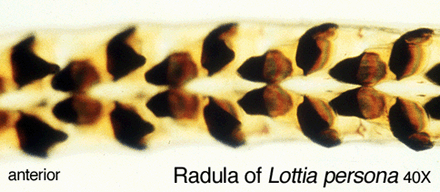 anterior
Radula of Lottia persona 40X